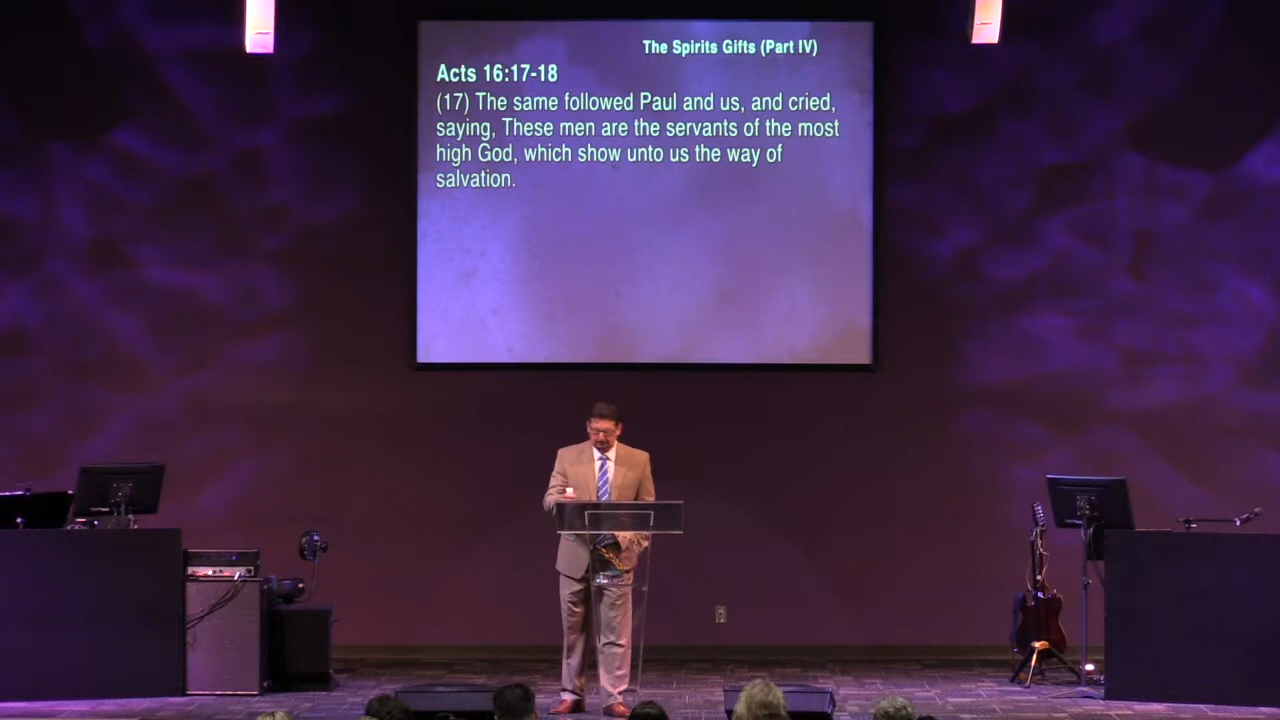 The Spirits Gifts (Part IV)
Acts 16:17-18
(17) The same followed Paul and us, and cried,
saying, These men are the servants of the most
high God, which show unto us the way of
salvation.